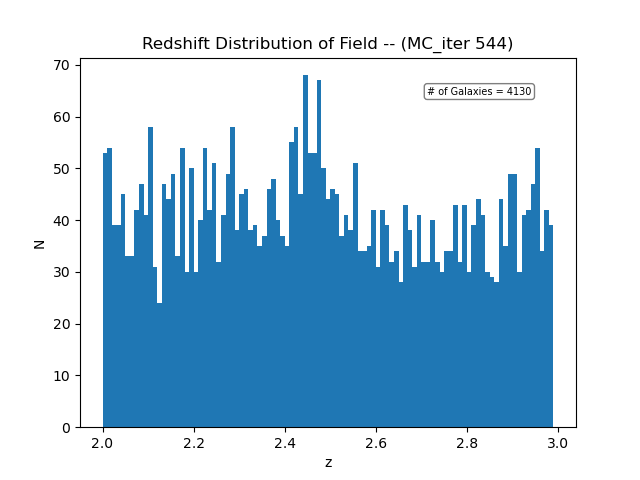 Redshift Distribution of Field -- (MC_iter 544)
# of Galaxies = 4130
70
60
50
40
30
20
10
0
N
2.0 2.2 2.4 2.6 2.8 3.0
z